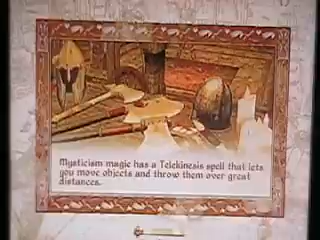 Mysticism magic has a Telekinesis spell that lets
you move objects and throw them over great
distances.